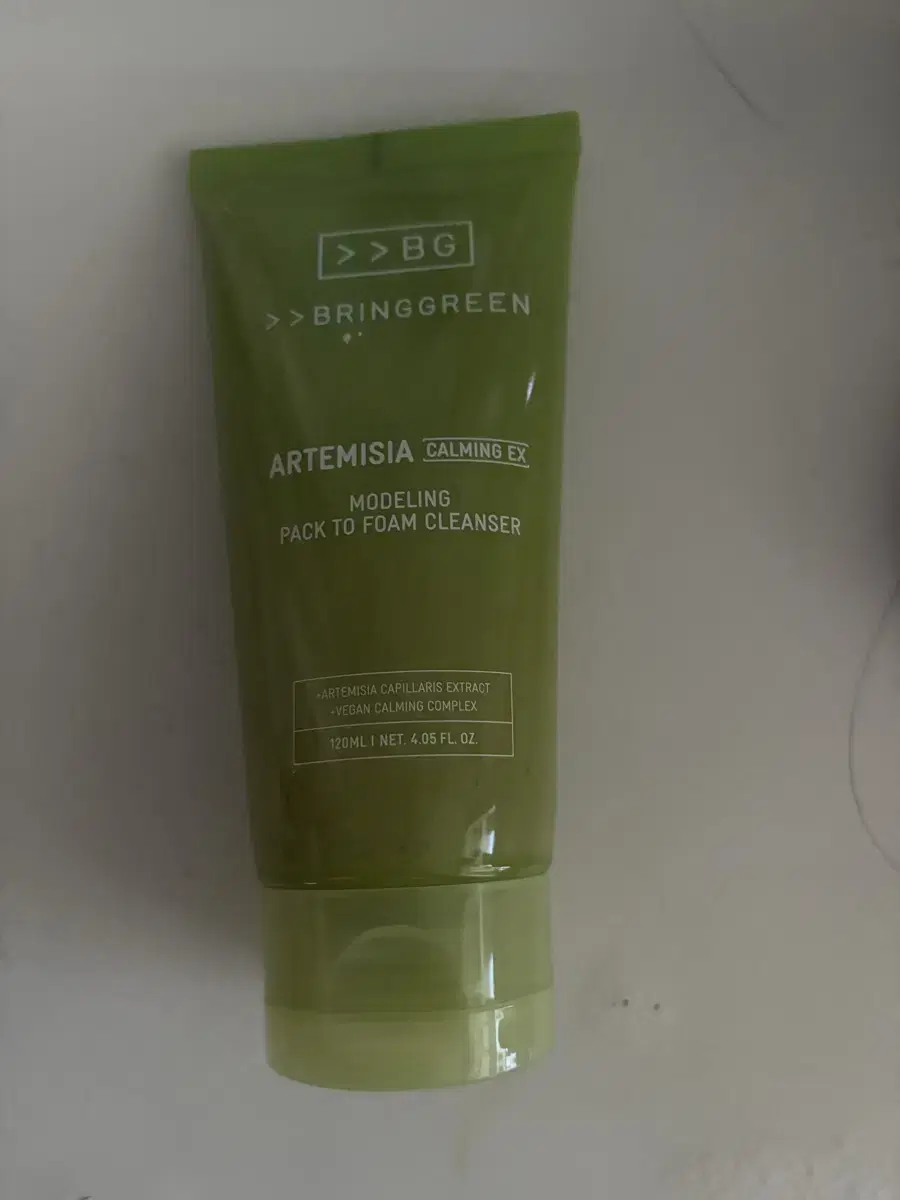 >>BG
>>BRINGGREEN
ARTEMISIA CALMING EX
MODELING
PACK TO FOAM CLEANSER
+ARTEMISIA CAPILLARIS EXTRACT
+VEGAN CALMING COMPLEX
120ML | NET. 4.05 FL. OZ.